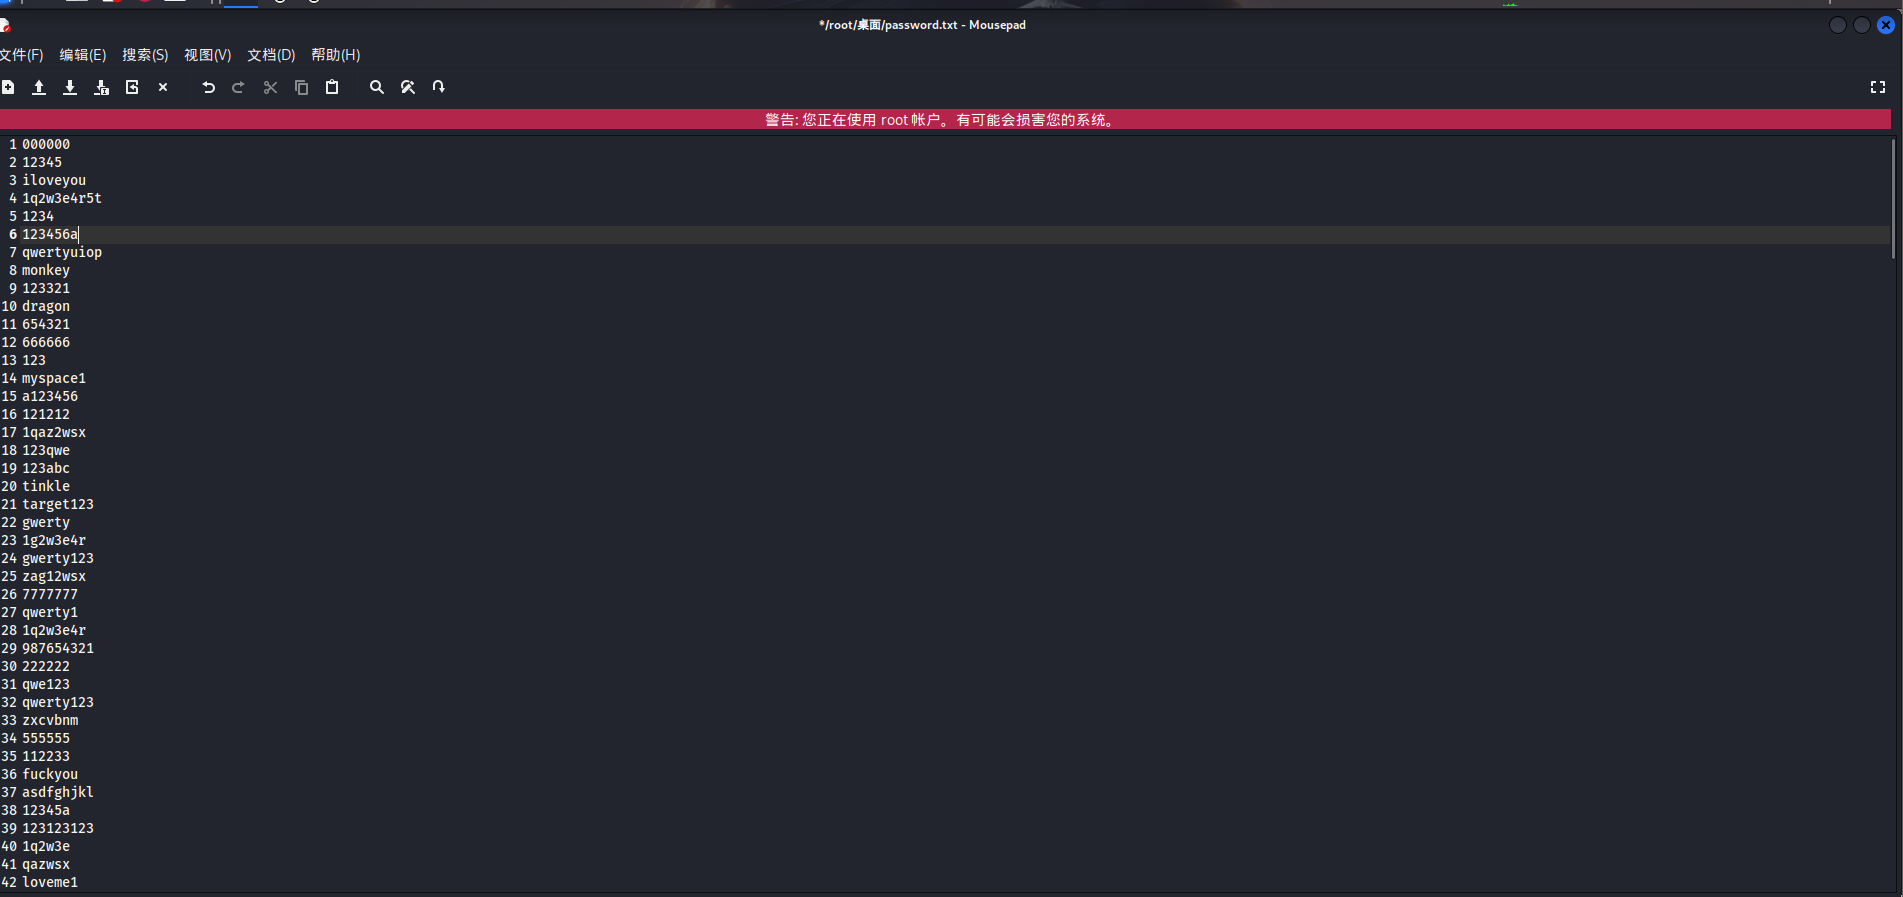 */root/桌面/password.txt - Mousepad
文件(F) 编辑(E) 搜索(S) 视图(V) 文档(D) 帮助(H)
警告: 您正在使用 root 帐户。有可能会损害您的系统。
1 000000
2 12345
3 iloveyou
4 1q2w3e4r5t
5 1234
6 123456a
7 qwertyuiop
8 monkey
9 123321
10 dragon
11 654321
12 666666
13 123
14 myspace1
15 a123456
16 121212
17 1qaz2wsx
18 123qwe
19 123abc
20 tinkle
21 target123
22 gwerty
23 1g2w3e4r
24 gwerty123
25 zag12wsx
26 7777777
27 qwerty1
28 1q2w3e4r
29 987654321
30 222222
31 qwe123
32 qwerty123
33 zxcvbnm
34 555555
35 112233
36 fuckyou
37 asdfghjkl
38 12345a
39 123123123
40 1q2w3e
41 qazwsx
42 loveme1